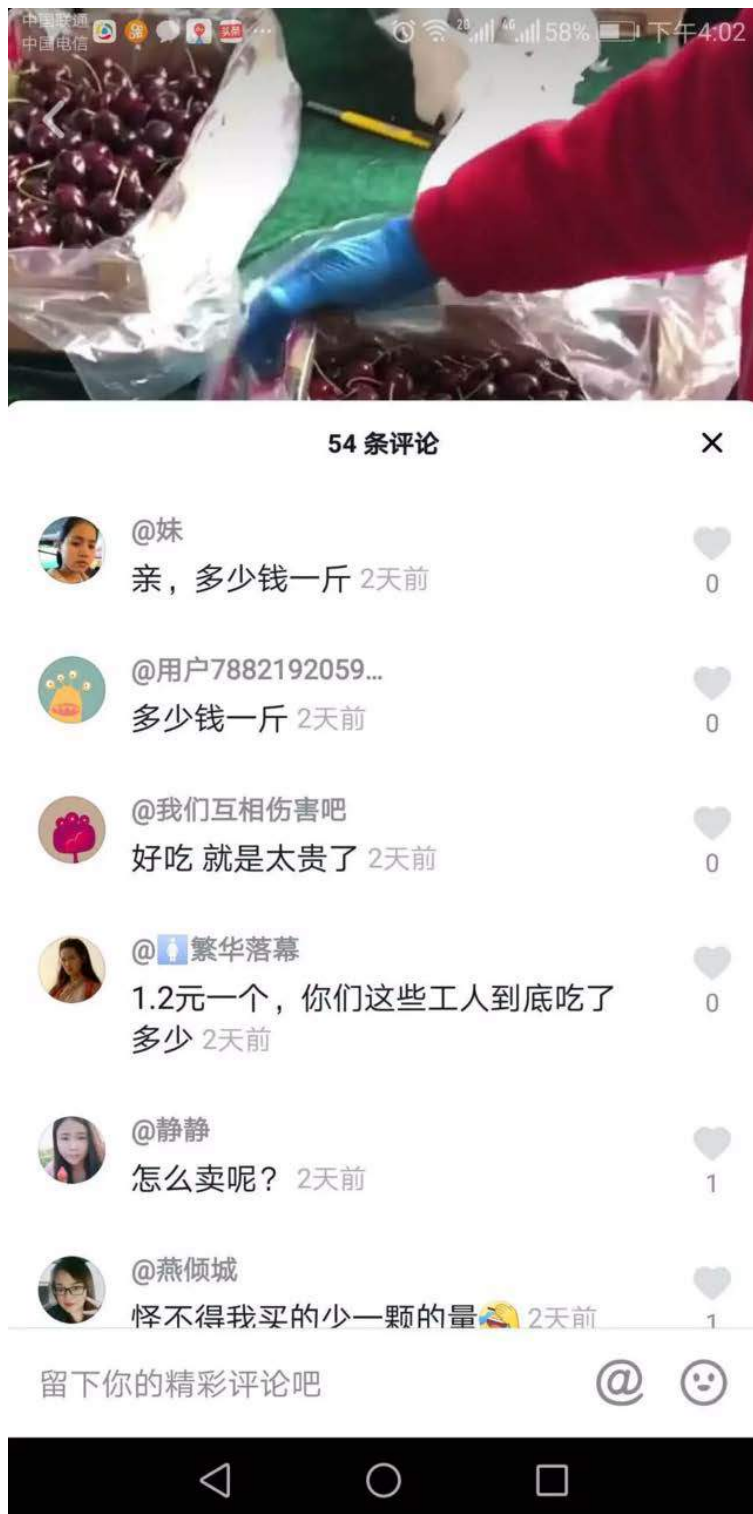 中国联通
中国电信
头条
2G
4G
58%
下午4:02
54 条评论
@妹
亲，多少钱一斤 2天前
0
@用户7882192059...
多少钱一斤 2天前
0
@我们互相伤害吧
好吃 就是太贵了 2天前
0
@🚺繁华落幕
1.2元一个，你们这些工人到底吃了
多少 2天前
0
@静静
怎么卖呢？ 2天前
1
@燕倾城
怪不得我买的少一颗的量🤣 2天前
1
留下你的精彩评论吧
@